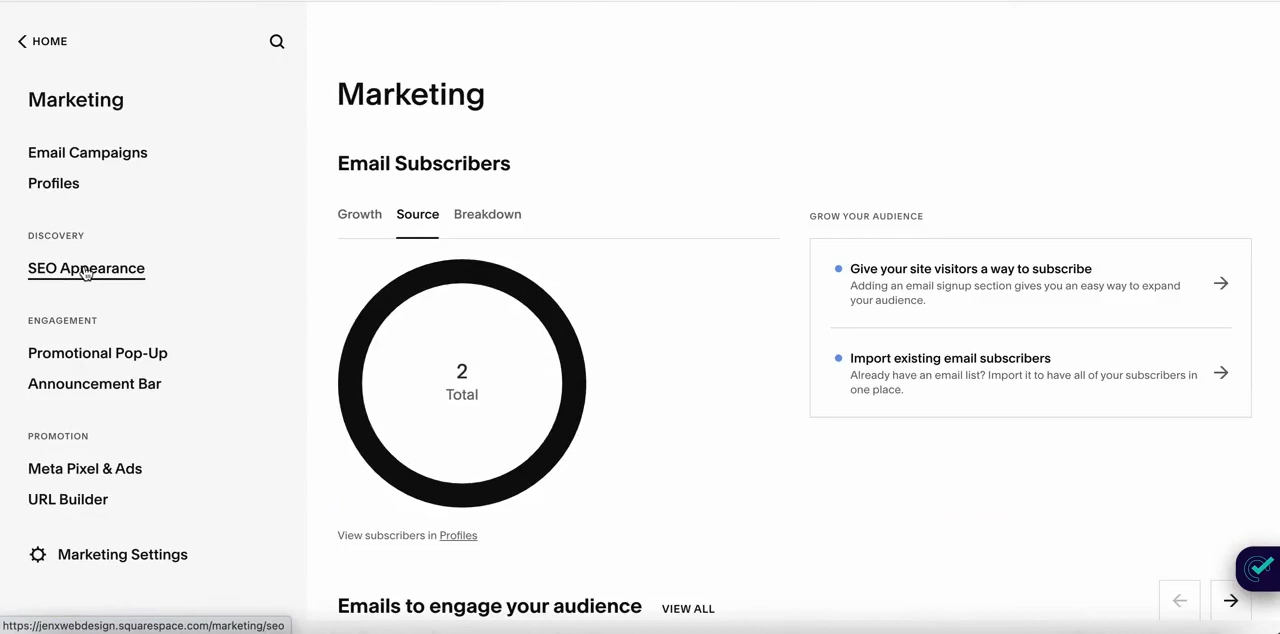 HOME
Marketing
Email Campaigns
Profiles
DISCOVERY
SEO Appearance
ENGAGEMENT
Promotional Pop-Up
Announcement Bar
PROMOTION
Meta Pixel & Ads
URL Builder
Marketing Settings
https://jenxwebdesign.squarespace.com/marketing/seo
Marketing
Email Subscribers
Growth Source Breakdown
2
Total
View subscribers in Profiles
GROW YOUR AUDIENCE
Give your site visitors a way to subscribe
Adding an email signup section gives you an easy way to expand
your audience.
Import existing email subscribers
Already have an email list? Import it to have all of your subscribers in
one place.
Emails to engage your audience VIEW ALL